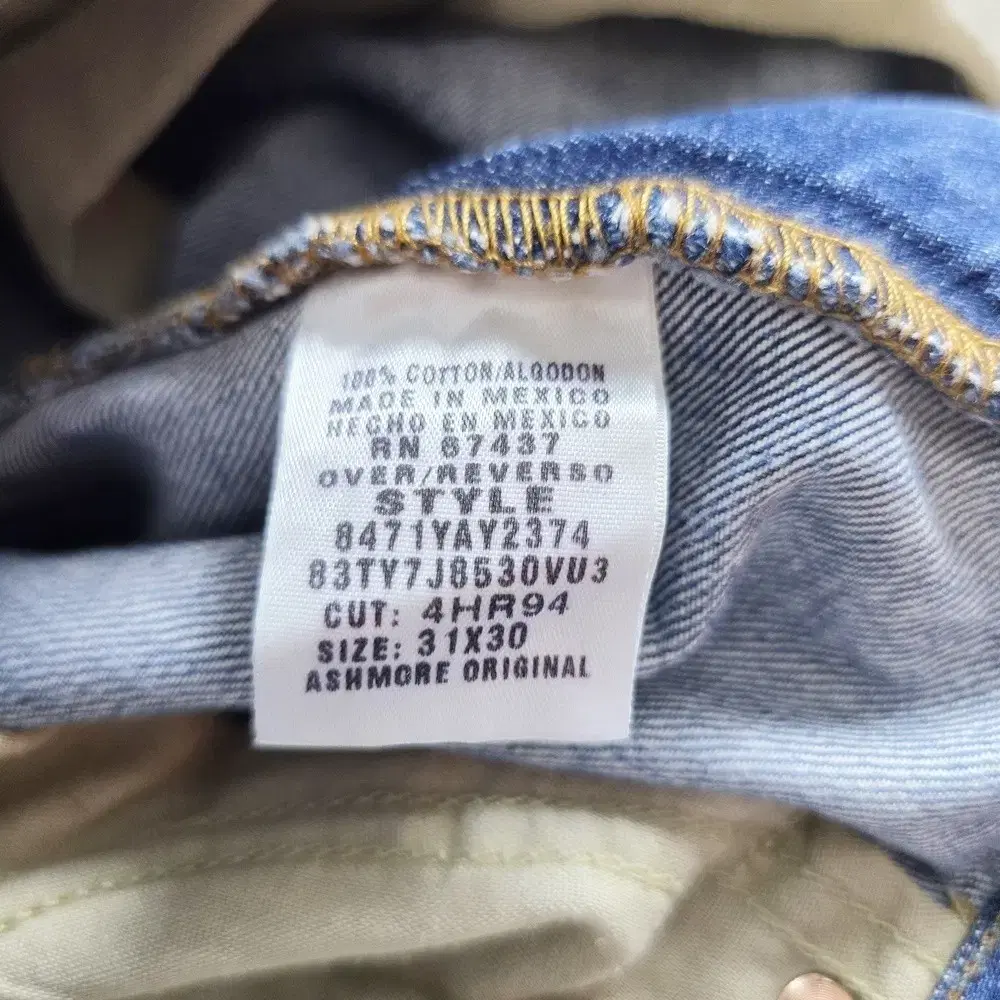 100% COTTON/ALGODON
MADE IN MEXICO
HECHO EN MEXICO
RN 67437
OVER/REVERSO
STYLE
8471YAY2374
83TY7J8530VU3
CUT: 4HR94
SIZE: 31X30
ASHMORE ORIGINAL